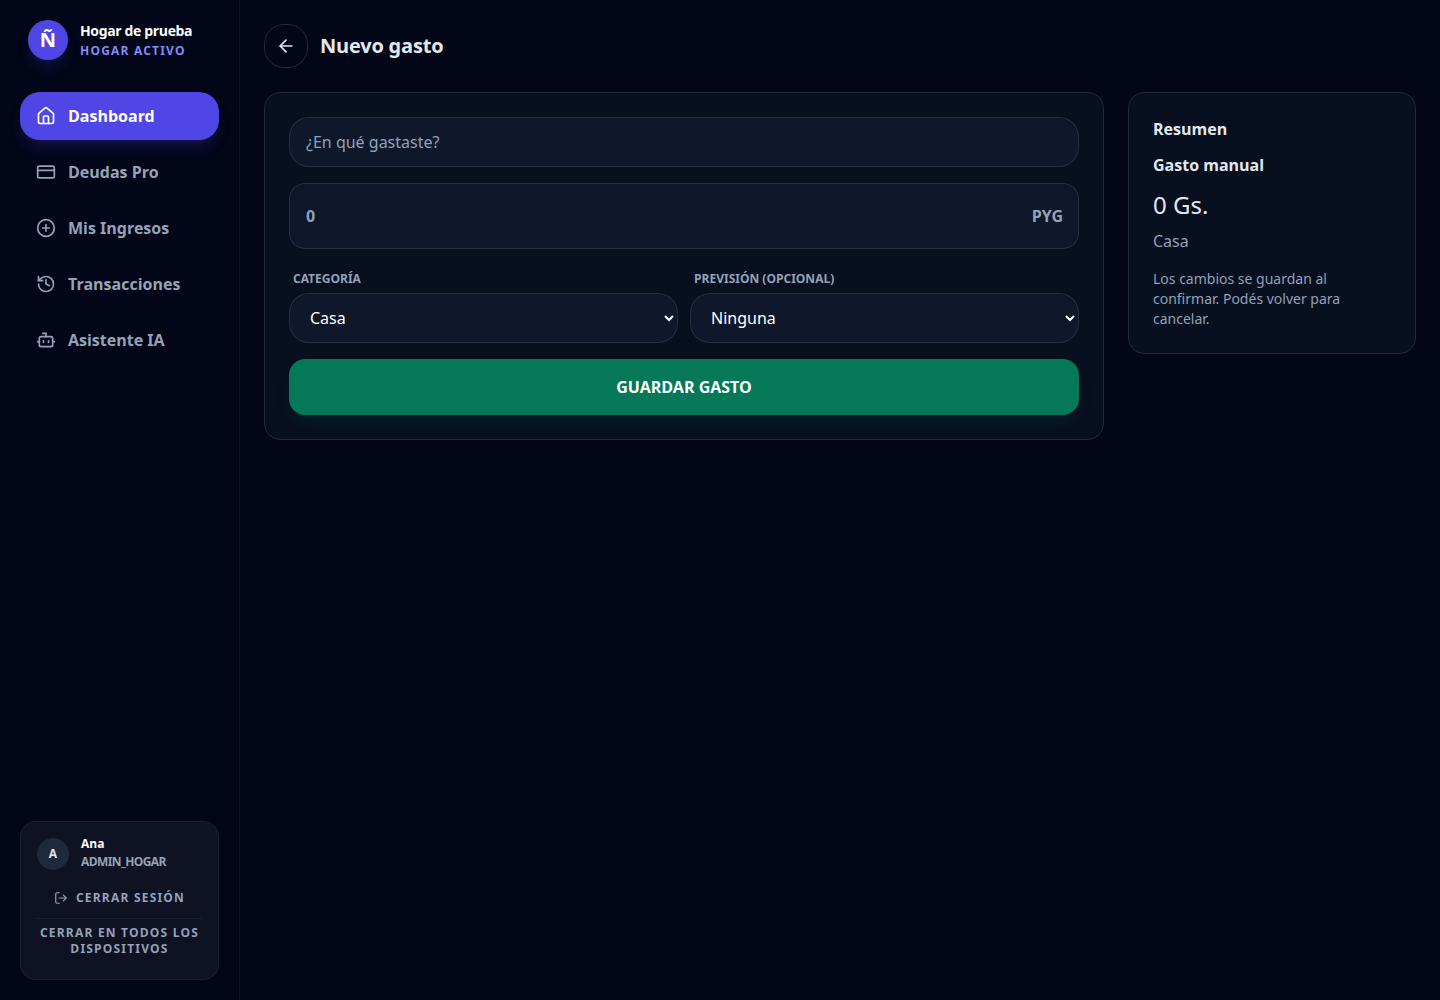 Ñ
Hogar de prueba
HOGAR ACTIVO
Dashboard
Deudas Pro
Mis Ingresos
Transacciones
Asistente IA
A
Ana
ADMIN_HOGAR
CERRAR SESIÓN
CERRAR EN TODOS LOS
DISPOSITIVOS
Nuevo gasto
¿En qué gastaste?
0 PYG
CATEGORÍA
Casa
PREVISIÓN (OPCIONAL)
Ninguna
GUARDAR GASTO
Resumen
Gasto manual
0 Gs.
Casa
Los cambios se guardan al
confirmar. Podés volver para
cancelar.